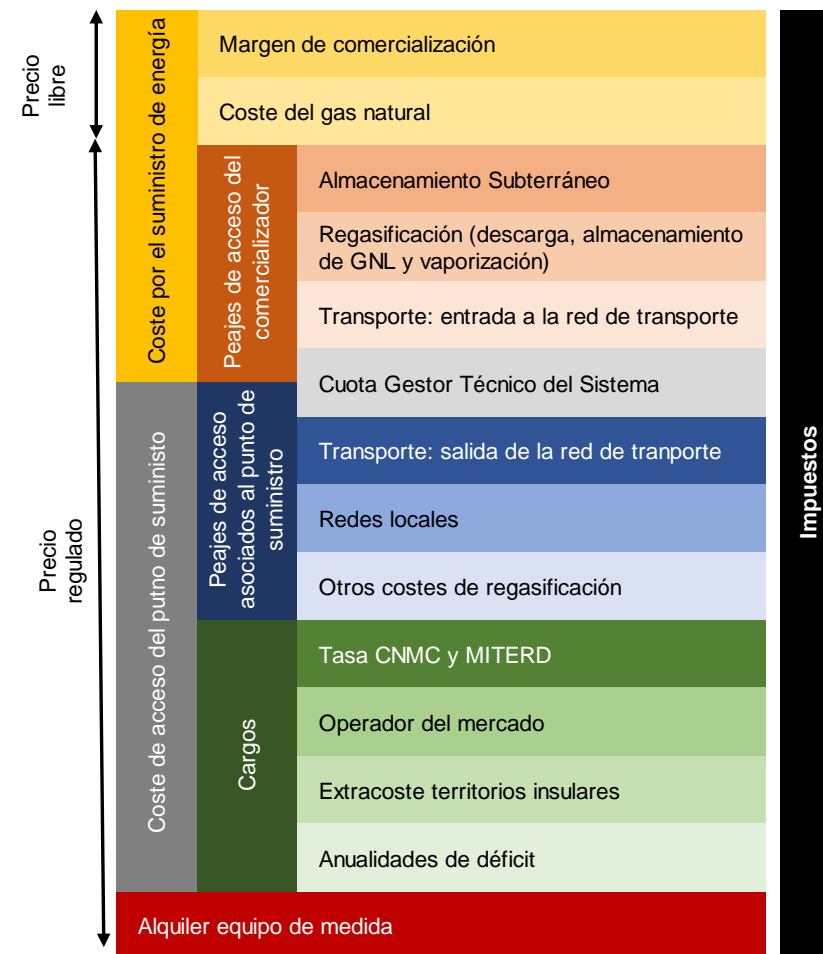 Precio
libre
Precio
regulado
Coste por el suministro de energía
Coste de acceso del putno de suministo
Margen de comercialización
Coste del gas natural
Peajes de acceso del
comercializador
Almacenamiento Subterráneo
Regasificación (descarga, almacenamiento
de GNL y vaporización)
Transporte: entrada a la red de transporte
Cuota Gestor Técnico del Sistema
Peajes de acceso
asociados al punto de
suministro
Transporte: salida de la red de tranporte
Redes locales
Otros costes de regasificación
Cargos
Tasa CNMC y MITERD
Operador del mercado
Extracoste territorios insulares
Anualidades de déficit
Alquiler equipo de medida
Impuestos